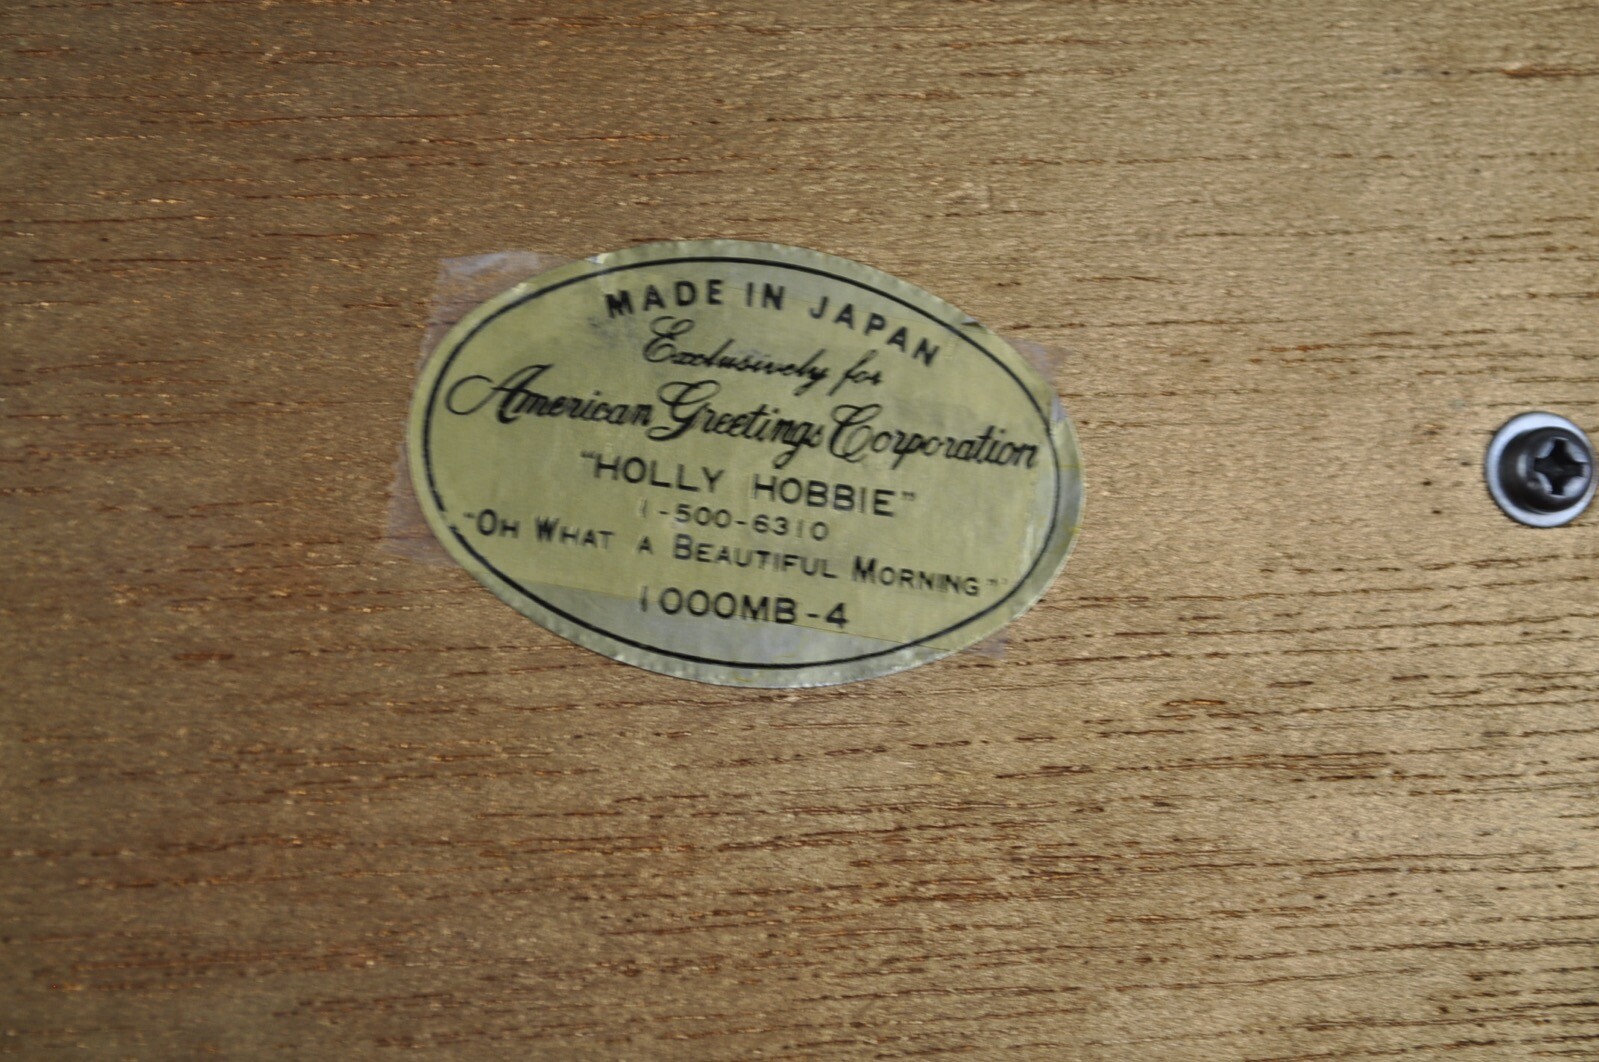 MADE IN JAPAN
Exclusively for
American Greetings Corporation
"HOLLY HOBBIE"
1-500-6310
"OH WHAT A BEAUTIFUL MORNING"
1000MB-4